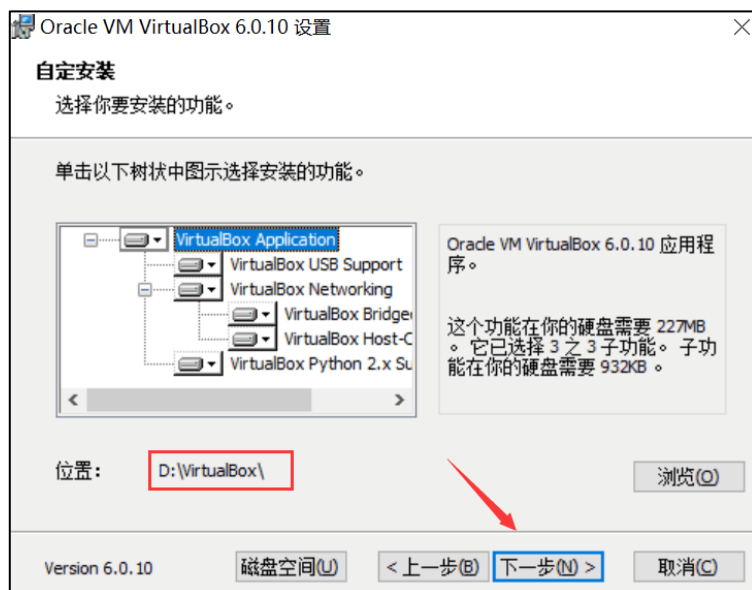 Oracle VM VirtualBox 6.0.10 设置
自定安装
选择你要安装的功能。
单击以下树状中图示选择安装的功能。
VirtualBox Application
VirtualBox USB Support
VirtualBox Networking
VirtualBox Bridge
VirtualBox Host-C
VirtualBox Python 2.x Su
Oracle VM VirtualBox 6.0.10 应用程
序。
这个功能在你的硬盘需要 227MB
。 它已选择 3 之 3 子功能。 子功
能在你的硬盘需要 932KB 。
位置:
D:\VirtualBox\
浏览(O)
Version 6.0.10
磁盘空间(U)
< 上一步(B)
下一步(N) >
取消(C)